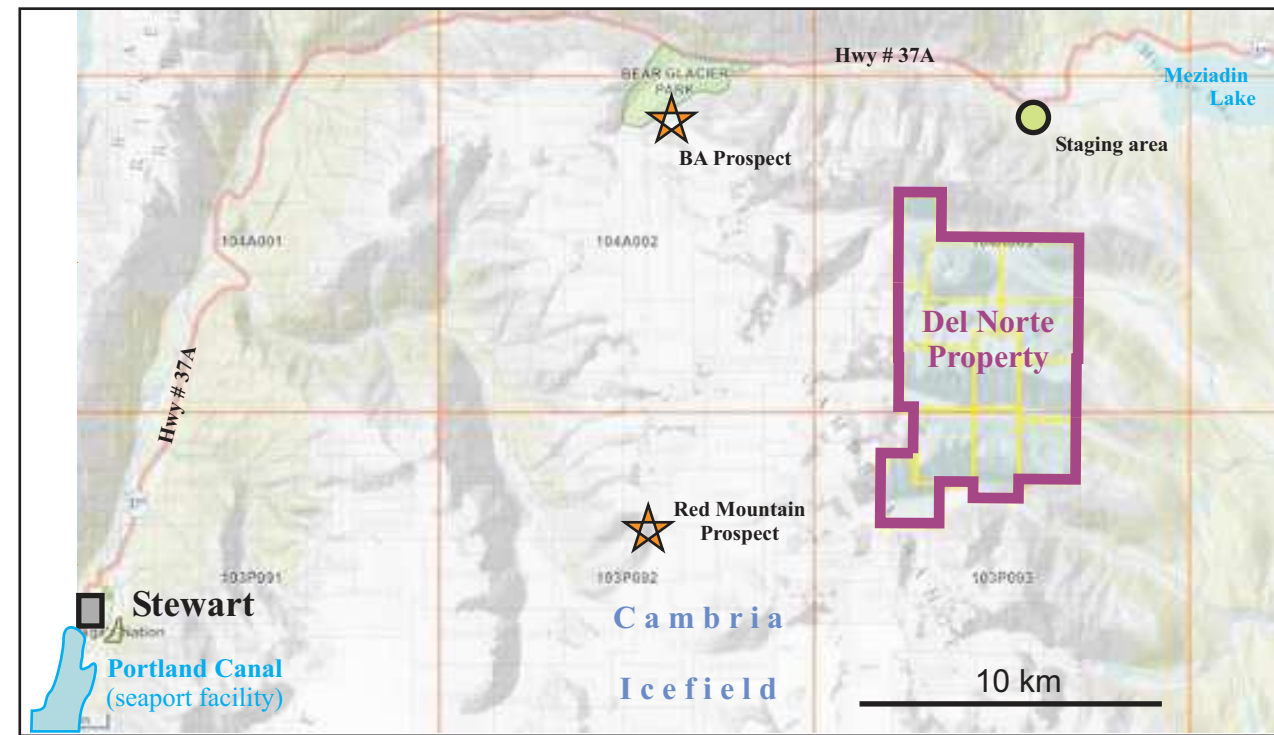 Hwy # 37A
BEAR GLACIER
PARK
Meziadin
Lake
BA Prospect
Staging area
104A001
104A002
Del Norte
Property
Hwy # 37A
Red Mountain
Prospect
103P091
103P092
103P093
Stewart
Nation
Cambria
Icefield
Portland Canal
(seaport facility)
10 km